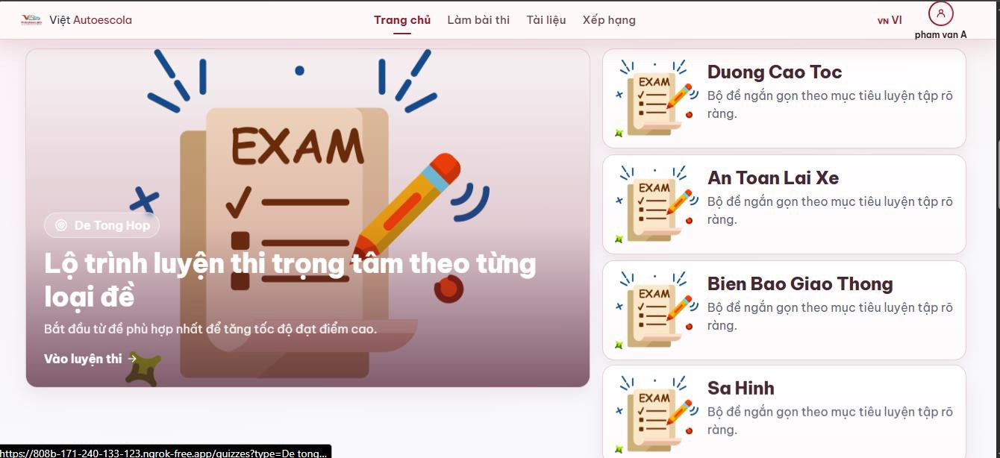 Việt Autoescola
Trang chủ
Làm bài thi
Tài liệu
Xếp hạng
VN VI
pham van A
EXAM
De Tong Hop
Lộ trình luyện thi trọng tâm theo từng
loại đề
Bắt đầu từ đề phù hợp nhất để tăng tốc độ đạt điểm cao.
Vào luyện thi →
EXAM
Duong Cao Toc
Bộ đề ngắn gọn theo mục tiêu luyện tập rõ
ràng.
EXAM
An Toan Lai Xe
Bộ đề ngắn gọn theo mục tiêu luyện tập rõ
ràng.
EXAM
Bien Bao Giao Thong
Bộ đề ngắn gọn theo mục tiêu luyện tập rõ
ràng.
EXAM
Sa Hinh
Bộ đề ngắn gọn theo mục tiêu luyện tập rõ
ràng.
https://808b-171-240-133-123.ngrok-free.app/quizzes?type=De tong...